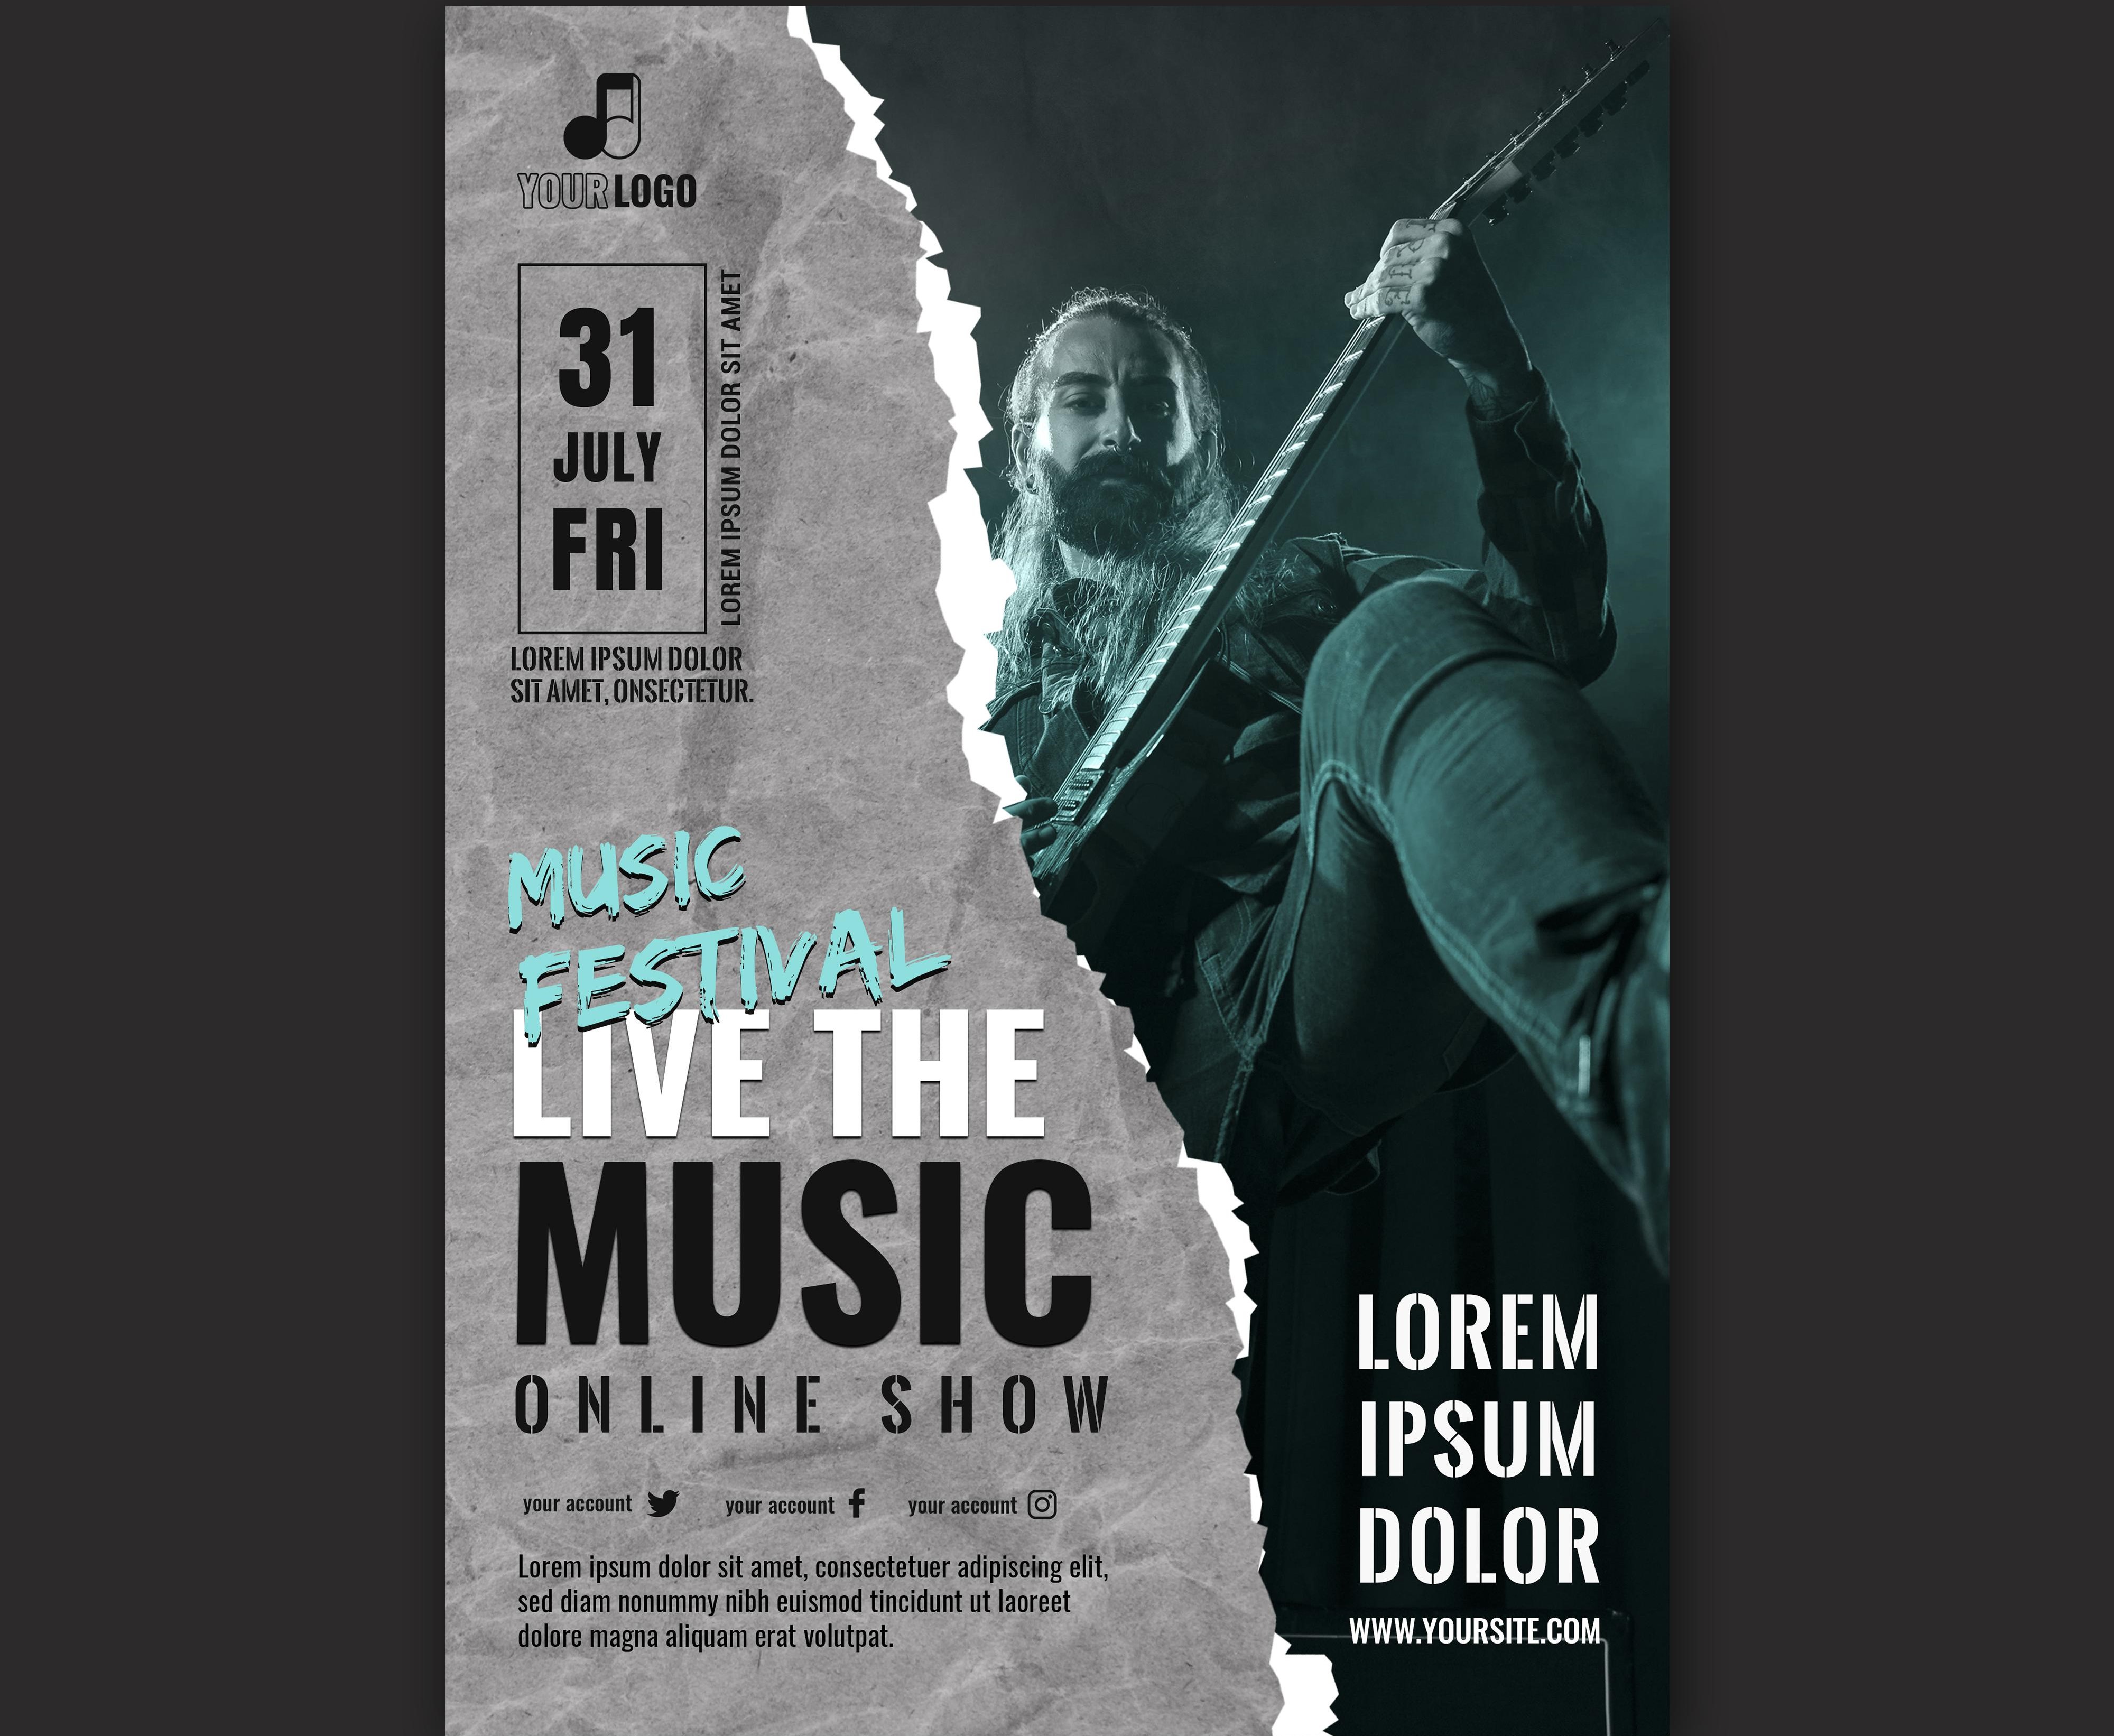 YOUR LOGO
31
JULY
FRI
LOREM IPSUM DOLOR SIT AMET
LOREM IPSUM DOLOR
SIT AMET, ONSECTETUR.
MUSIC
FESTIVAL
LIVE THE
MUSIC
ONLINE SHOW
your account
your account
your account
Lorem ipsum dolor sit amet, consectetuer adipiscing elit,
sed diam nonummy nibh euismod tincidunt ut laoreet
dolore magna aliquam erat volutpat.
LOREM
IPSUM
DOLOR
WWW.YOURSITE.COM